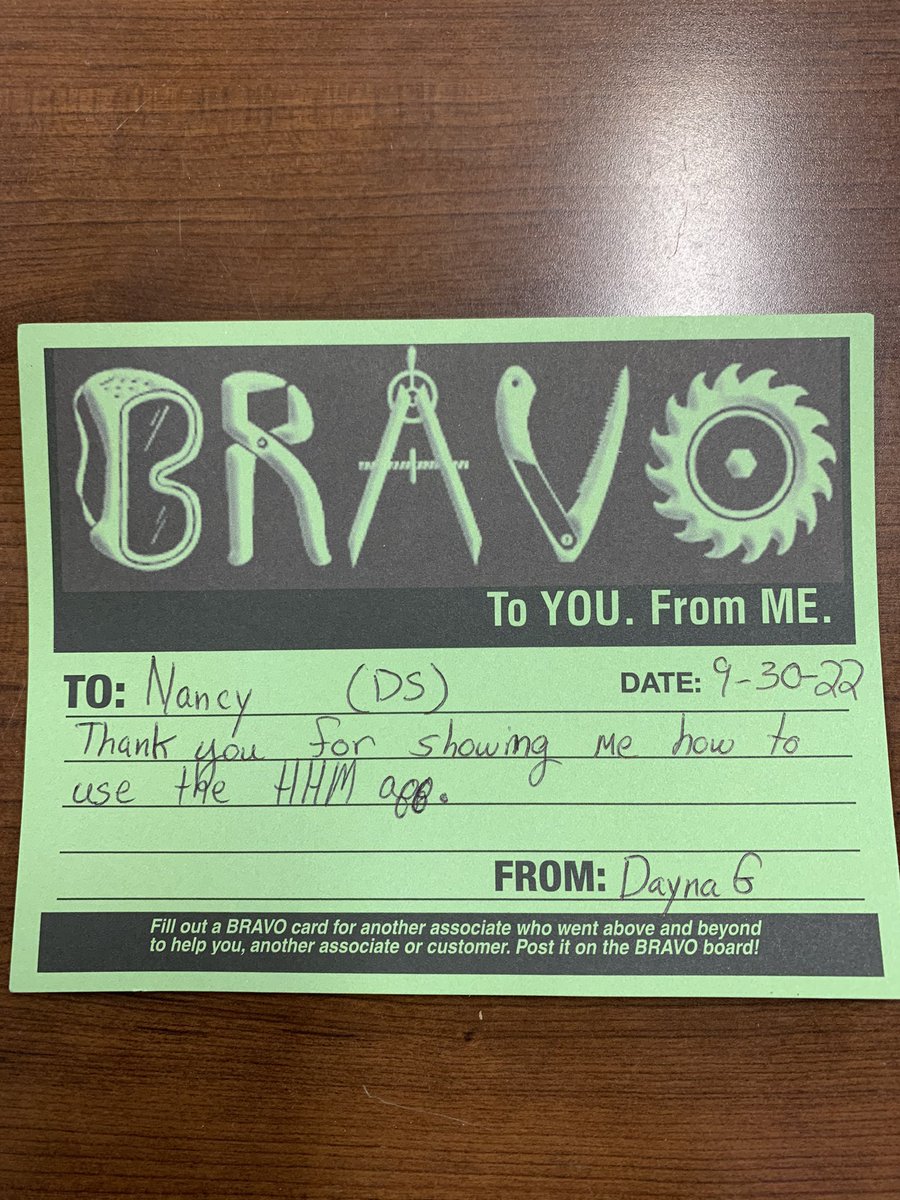 BRAVO
To YOU. From ME.
TO: Nancy (DS) DATE: 9-30-22
Thank you for showing me how to
use the HHM app.
FROM: Dayna G
Fill out a BRAVO card for another associate who went above and beyond
to help you, another associate or customer. Post it on the BRAVO board!